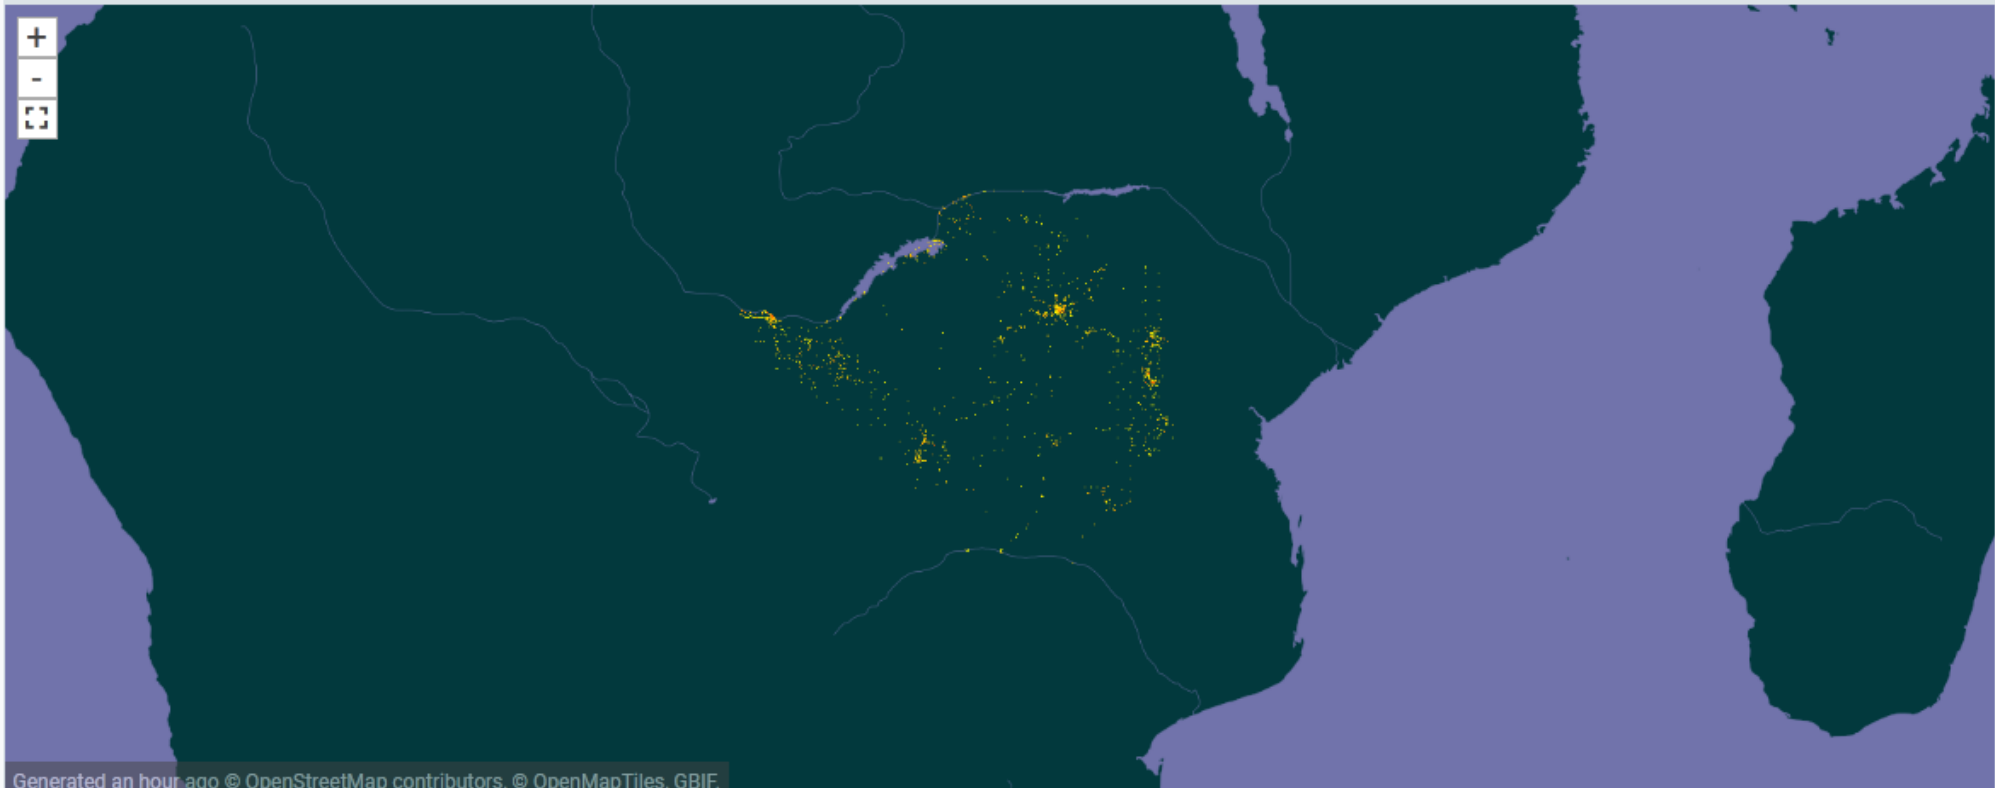 +
-
Generated an hour ago © OpenStreetMap contributors, © OpenMapTiles, GBIF.